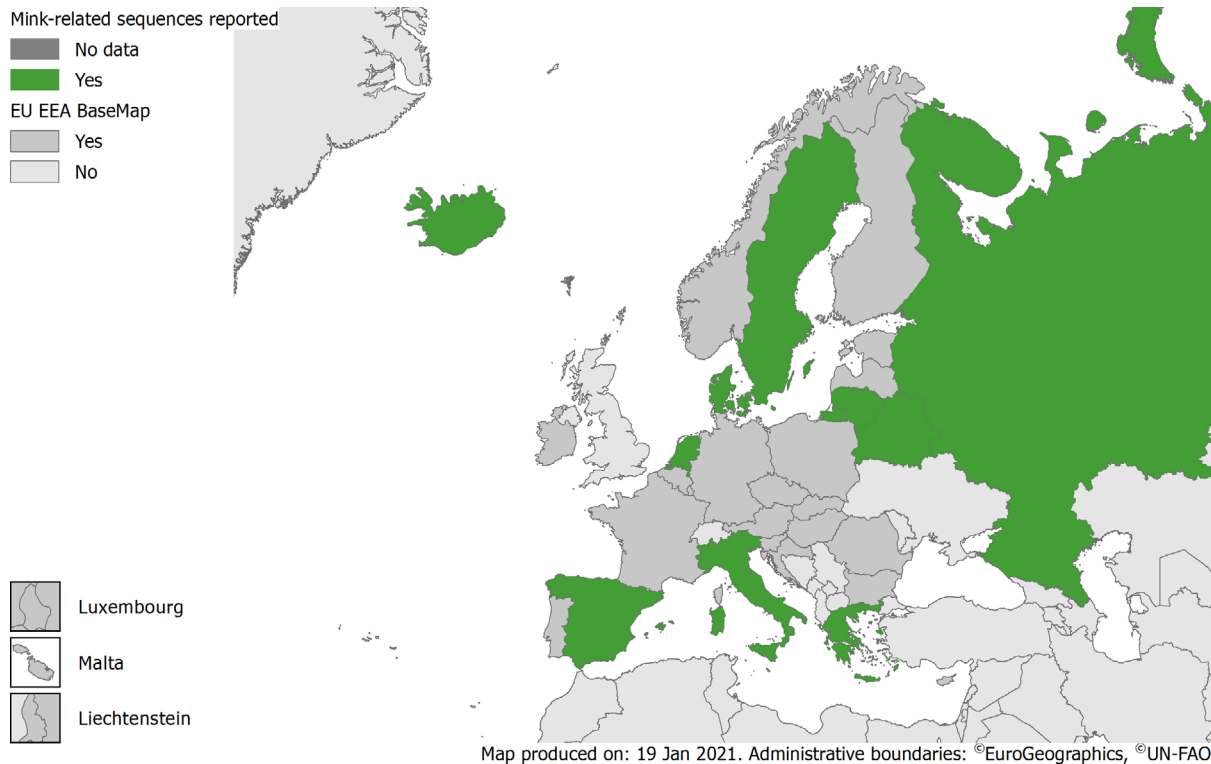 Mink-related sequences reported
No data
Yes
EU EEA BaseMap
Yes
No
Luxembourg
Malta
Liechtenstein
Map produced on: 19 Jan 2021. Administrative boundaries: ©EuroGeographics, ©UN-FAO